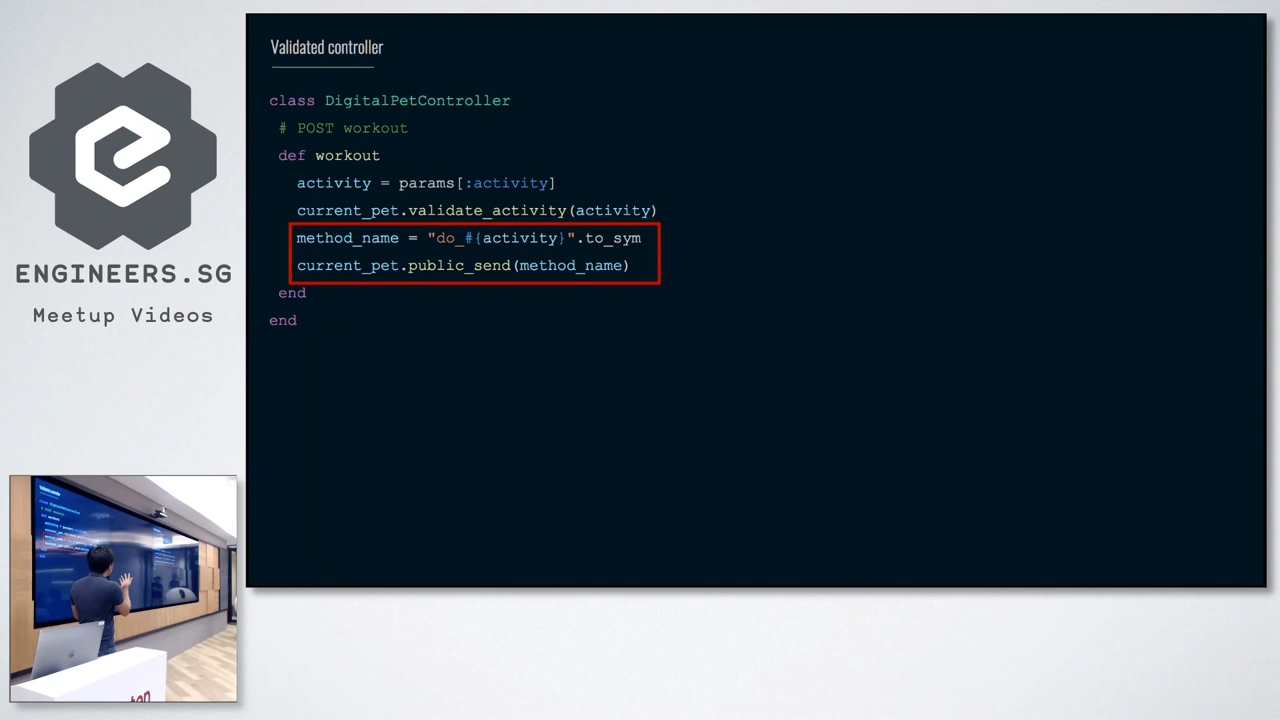 Validated controller
class DigitalPetController
# POST workout
def workout
activity = params[:activity]
current_pet.validate_activity(activity)
method_name = "do_#{activity}".to_sym
current_pet.public_send(method_name)
end
end
ENGINEERS.SG
Meetup Videos